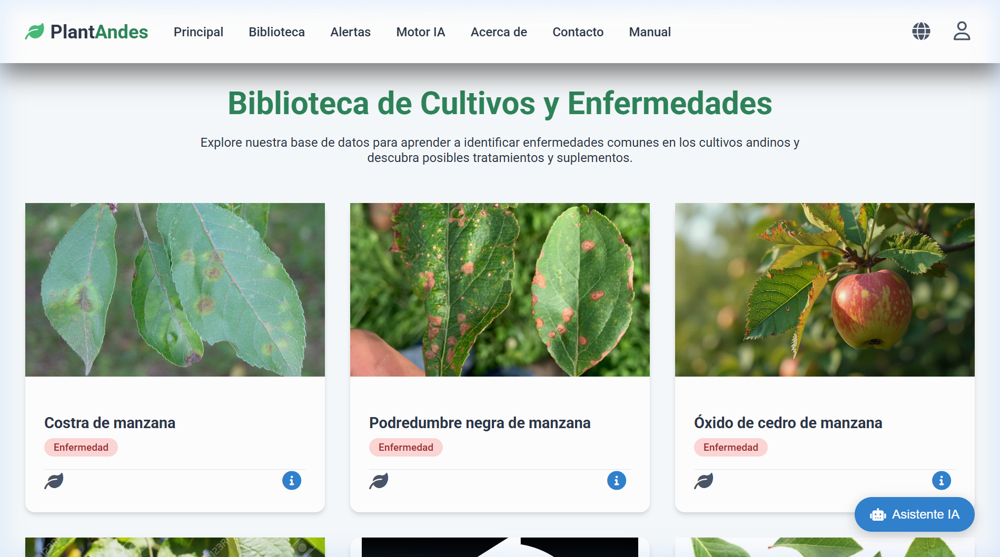 PlantAndes
Principal
Biblioteca
Alertas
Motor IA
Acerca de
Contacto
Manual
Biblioteca de Cultivos y Enfermedades
Explore nuestra base de datos para aprender a identificar enfermedades comunes en los cultivos andinos y
descubra posibles tratamientos y suplementos.
Costra de manzana
Enfermedad
Podredumbre negra de manzana
Enfermedad
Óxido de cedro de manzana
Enfermedad
Asistente IA